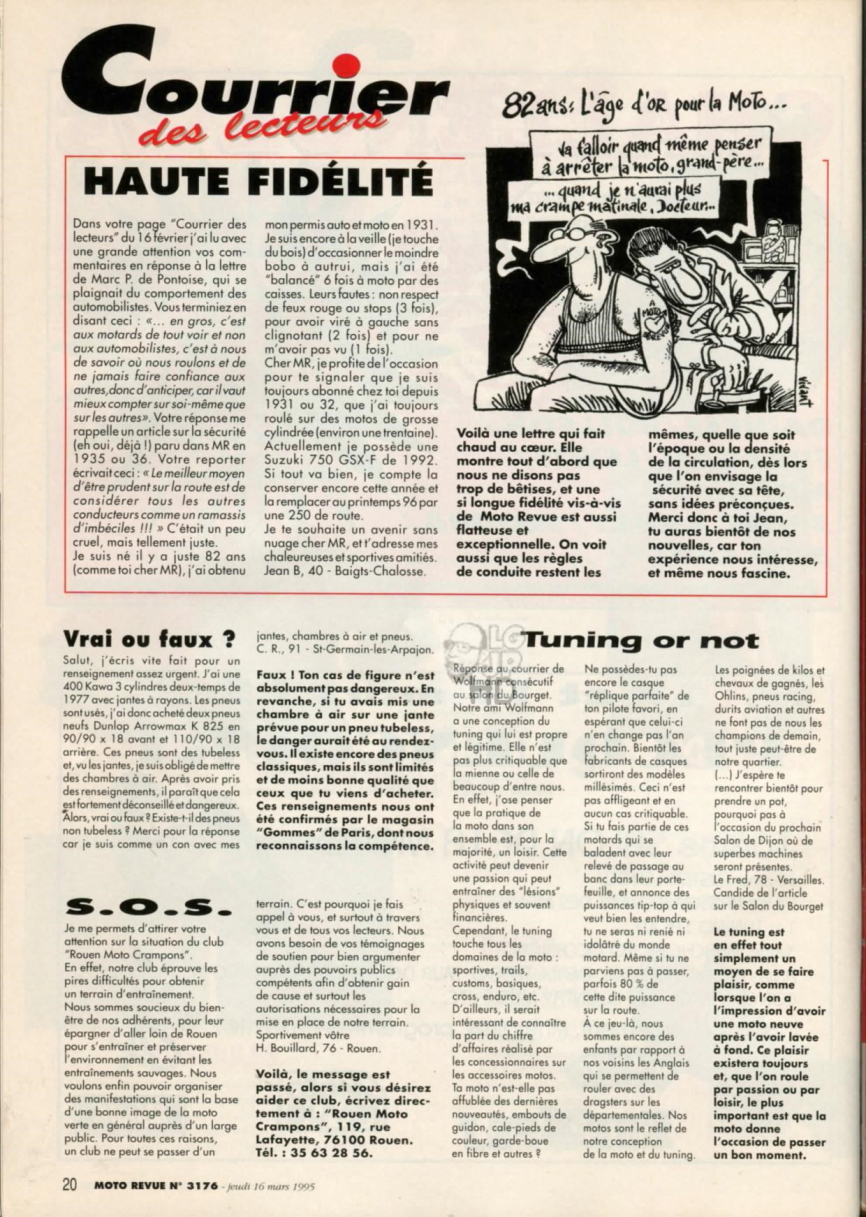 Courrier
des lecteurs
HAUTE FIDÉLITÉ
Dans votre page "Courrier des
lecteurs" du 16 février j'ai lu avec
une grande attention vos com-
mentaires en réponse à la lettre
de Marc P. de Pontoise, qui se
plaignait du comportement des
automobilistes. Vous terminiez en
disant ceci : «... en gros, c'est
aux motards de tout voir et non
aux automobilistes, c'est à nous
de savoir où nous roulons et de
ne jamais faire confiance aux
autres,donc d'anticiper, car il vaut
mieux compter sur soi-même que
sur les autres». Votre réponse me
rappelle un article sur la sécurité
(eh oui, déjà !) paru dans MR en
1935 ou 36. Votre reporter
écrivait ceci : « Le meilleur moyen
d'être prudent sur la route est de
considérer tous les autres
conducteurs comme un ramassis
d'imbéciles !!! » C'était un peu
cruel, mais tellement juste.
Je suis né il y a juste 82 ans
(comme toi cher MR), j'ai obtenu
mon permis auto et moto en 1931.
Je suis encore à la veille (je touche
du bois) d'occasionner le moindre
bobo à autrui, mais j'ai été
"balancé" 6 fois à moto par des
caisses. Leurs fautes : non respect
de feux rouge ou stops (3 fois),
pour avoir viré à gauche sans
clignotant (2 fois) et pour ne
m'avoir pas vu (1 fois).
Cher MR, je profite de l'occasion
pour te signaler que je suis
toujours abonné chez toi depuis
1931 ou 32, que j'ai toujours
roulé sur des motos de grosse
cylindrée (environ une trentaine).
Actuellement je possède une
Suzuki 750 GSX-F de 1992.
Si tout va bien, je compte la
conserver encore cette année et
la remplacer au printemps 96 par
une 250 de route.
Je te souhaite un avenir sans
nuage cher MR, et t'adresse mes
chaleureuses et sportives amitiés.
Jean B, 40 - Baigts-Chalosse.
82 ans: L'âge d'or pour la Moto...
Va falloir quand même penser
à arrêter la moto, grand-père...
... quand je n'aurai plus
ma crampe matinale, Docteur...
MOTO
Voilà une lettre qui fait
chaud au cœur. Elle
montre tout d'abord que
nous ne disons pas
trop de bêtises, et une
si longue fidélité vis-à-vis
de Moto Revue est aussi
flatteuse et
exceptionnelle. On voit
aussi que les règles
de conduite restent les
mêmes, quelle que soit
l'époque ou la densité
de la circulation, dès lors
que l'on envisage la
sécurité avec sa tête,
sans idées préconçues.
Merci donc à toi Jean,
tu auras bientôt de nos
nouvelles, car ton
expérience nous intéresse,
et même nous fascine.
Vrai ou faux ?
Salut, j'écris vite fait pour un
renseignement assez urgent. J'ai une
400 Kawa 3 cylindres deux-temps de
1977 avec jantes à rayons. Les pneus
sont usés, j'ai donc acheté deux pneus
neufs Dunlop Arrowmax K 825 en
90/90 x 18 avant et 110/90 x 18
arrière. Ces pneus sont des tubeless
et, vu les jantes, je suis obligé de mettre
des chambres à air. Après avoir pris
des renseignements, il paraît que cela
est fortement déconseillé et dangereux.
Alors, vrai ou faux ? Existe-t-il des pneus
non tubeless ? Merci pour la réponse
car je suis comme un con avec mes
jantes, chambres à air et pneus.
C. R., 91 - St-Germain-les-Arpajon.
Faux ! Ton cas de figure n'est
absolument pas dangereux. En
revanche, si tu avais mis une
chambre à air sur une jante
prévue pour un pneu tubeless,
le danger aurait été au rendez-
vous. Il existe encore des pneus
classiques, mais ils sont limités
et de moins bonne qualité que
ceux que tu viens d'acheter.
Ces renseignements nous ont
été confirmés par le magasin
"Gommes" de Paris, dont nous
reconnaissons la compétence.
S.O.S.
Je me permets d'attirer votre
attention sur la situation du club
"Rouen Moto Crampons".
En effet, notre club éprouve les
pires difficultés pour obtenir
un terrain d'entraînement.
Nous sommes soucieux du bien-
être de nos adhérents, pour leur
épargner d'aller loin de Rouen
pour s'entraîner et préserver
l'environnement en évitant les
entraînements sauvages. Nous
voulons enfin pouvoir organiser
des manifestations qui sont la base
d'une bonne image de la moto
verte en général auprès d'un large
public. Pour toutes ces raisons,
un club ne peut se passer d'un
terrain. C'est pourquoi je fais
appel à vous, et surtout à travers
vous et de tous vos lecteurs. Nous
avons besoin de vos témoignages
de soutien pour bien argumenter
auprès des pouvoirs publics
compétents afin d'obtenir gain
de cause et surtout les
autorisations nécessaires pour la
mise en place de notre terrain.
Sportivement vôtre
H. Bouillard, 76 - Rouen.
Voilà, le message est
passé, alors si vous désirez
aider ce club, écrivez direc-
tement à : "Rouen Moto
Crampons", 119, rue
Lafayette, 76100 Rouen.
Tél. : 35 63 28 56.
Tuning or not
Réponse au courrier de
Wolfmann consécutif
au salon du Bourget.
Notre ami Wolfmann
a une conception du
tuning qui lui est propre
et légitime. Elle n'est
pas plus critiquable que
la mienne ou celle de
beaucoup d'entre nous.
En effet, j'ose penser
que la pratique de
la moto dans son
ensemble est, pour la
majorité, un loisir. Cette
activité peut devenir
une passion qui peut
entraîner des "lésions"
physiques et souvent
financières.
Cependant, le tuning
touche tous les
domaines de la moto :
sportives, trails,
customs, basiques,
cross, enduro, etc.
D'ailleurs, il serait
intéressant de connaître
la part du chiffre
d'affaires réalisé par
les concessionnaires sur
les accessoires motos.
Ta moto n'est-elle pas
affublée des dernières
nouveautés, embouts de
guidon, cale-pieds de
couleur, garde-boue
en fibre et autres ?
Ne possèdes-tu pas
encore le casque
"réplique parfaite" de
ton pilote favori, en
espérant que celui-ci
n'en change pas l'an
prochain. Bientôt les
fabricants de casques
sortiront des modèles
millésimés. Ceci n'est
pas affligeant et en
aucun cas critiquable.
Si tu fais partie de ces
motards qui se
baladent avec leur
relevé de passage au
banc dans leur porte-
feuille, et annonce des
puissances tip-top à qui
veut bien les entendre,
tu ne seras ni renié ni
idolâtré du monde
motard. Même si tu ne
parviens pas à passer,
parfois 80 % de
cette dite puissance
sur la route.
À ce jeu-là, nous
sommes encore des
enfants par rapport à
nos voisins les Anglais
qui se permettent de
rouler avec des
dragsters sur les
départementales. Nos
motos sont le reflet de
notre conception
de la moto et du tuning.
Les poignées de kilos et
chevaux de gagnés, les
Ohlins, pneus racing,
durits aviation et autres
ne font pas de nous les
champions de demain,
tout juste peut-être de
notre quartier.
(...) J'espère te
rencontrer bientôt pour
prendre un pot,
pourquoi pas à
l'occasion du prochain
Salon de Dijon où de
superbes machines
seront présentes.
Le Fred, 78 - Versailles.
Candide de l'article
sur le Salon du Bourget
Le tuning est
en effet tout
simplement un
moyen de se faire
plaisir, comme
lorsque l'on a
l'impression d'avoir
une moto neuve
après l'avoir lavée
à fond. Ce plaisir
existera toujours
et, que l'on roule
par passion ou par
loisir, le plus
important est que la
moto donne
l'occasion de passer
un bon moment.
20 MOTO REVUE N° 3176 - jeudi 16 mars 1995